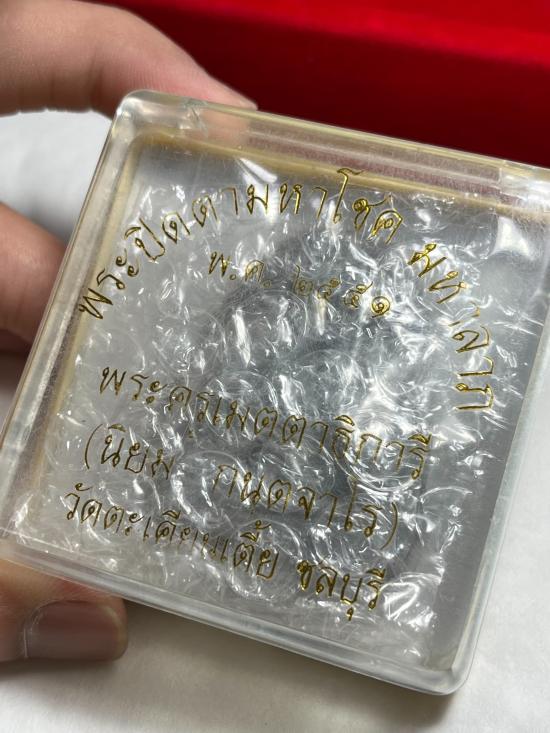 พระปิดตามหาโชค มหาลาภ
พ.ศ. ๒๕๕๑
พระครูเมตตาธิการี
(นิยม กนตจาโร)
วัดตะเคียนเตี้ย ชลบุรี